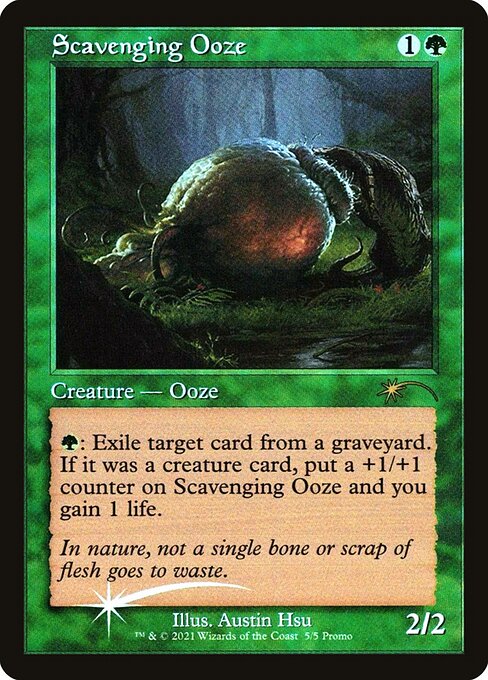 Scavenging Ooze 1
Creature — Ooze
: Exile target card from a graveyard.
If it was a creature card, put a +1/+1
counter on Scavenging Ooze and you
gain 1 life.
In nature, not a single bone or scrap of
flesh goes to waste.
Illus. Austin Hsu
™ & © 2021 Wizards of the Coast 5/5 Promo
2/2